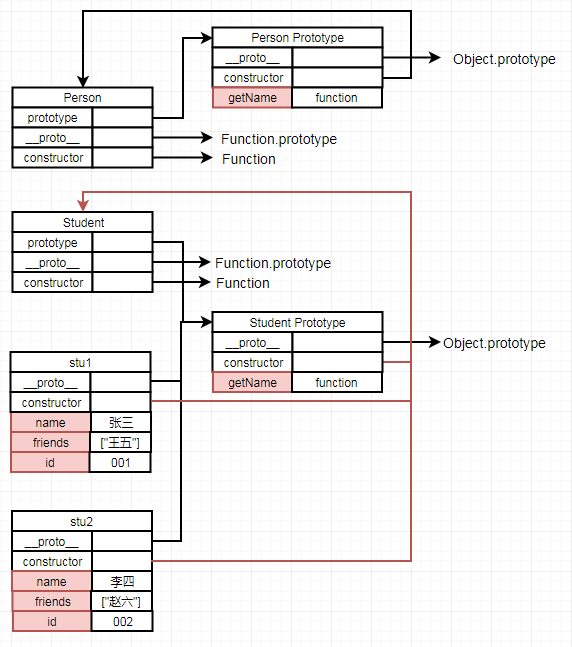 Person Prototype
__proto__
Object.prototype
constructor
getName function
Person
prototype
__proto__
Function.prototype
constructor
Function
Student
prototype
__proto__
Function.prototype
constructor
Function
Student Prototype
__proto__
Object.prototype
constructor
getName function
stu1
__proto__
constructor
name 张三
friends ["王五"]
id 001
stu2
__proto__
constructor
name 李四
friends ["赵六"]
id 002